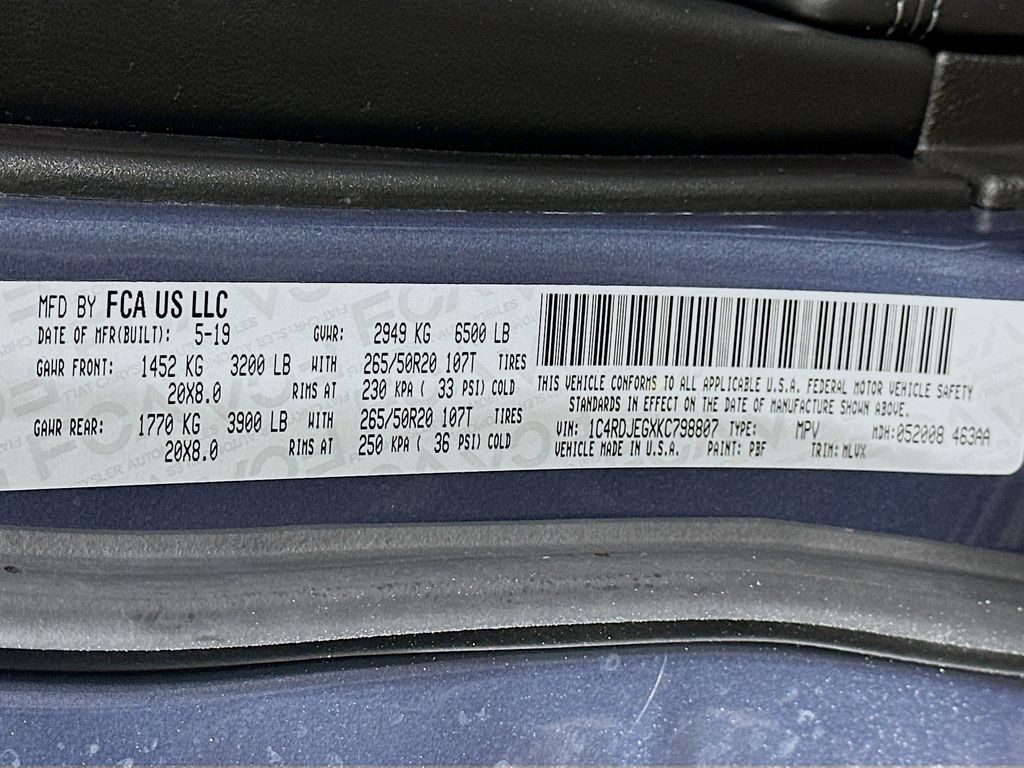 MFD BY FCA US LLC
DATE OF MFR(BUILT): 5-19 GVWR: 2949 KG 6500 LB
GAWR FRONT: 1452 KG 3200 LB WITH 265/50R20 107T TIRES
20X8.0 RIMS AT 230 KPA ( 33 PSI) COLD
GAWR REAR: 1770 KG 3900 LB WITH 265/50R20 107T TIRES
20X8.0 RIMS AT 250 KPA ( 36 PSI) COLD
THIS VEHICLE CONFORMS TO ALL APPLICABLE U.S.A. FEDERAL MOTOR VEHICLE SAFETY
STANDARDS IN EFFECT ON THE DATE OF MANUFACTURE SHOWN ABOVE.
VIN: 1C4RDJEGXKC798807 TYPE: MPV MDH:052008 463AA
VEHICLE MADE IN U.S.A. PAINT: PBF TRIM: MLVX